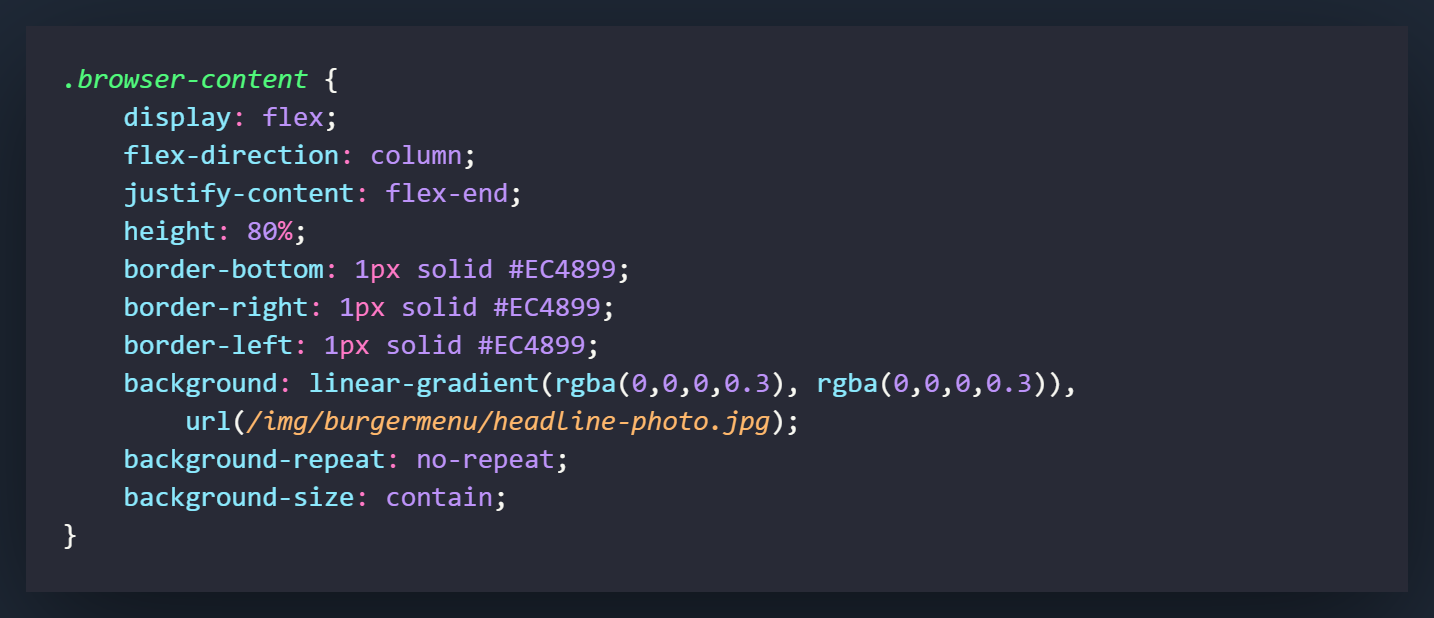 .browser-content {
    display: flex;
    flex-direction: column;
    justify-content: flex-end;
    height: 80%;
    border-bottom: 1px solid #EC4899;
    border-right: 1px solid #EC4899;
    border-left: 1px solid #EC4899;
    background: linear-gradient(rgba(0,0,0,0.3), rgba(0,0,0,0.3)),
        url(/img/burgermenu/headline-photo.jpg);
    background-repeat: no-repeat;
    background-size: contain;
}